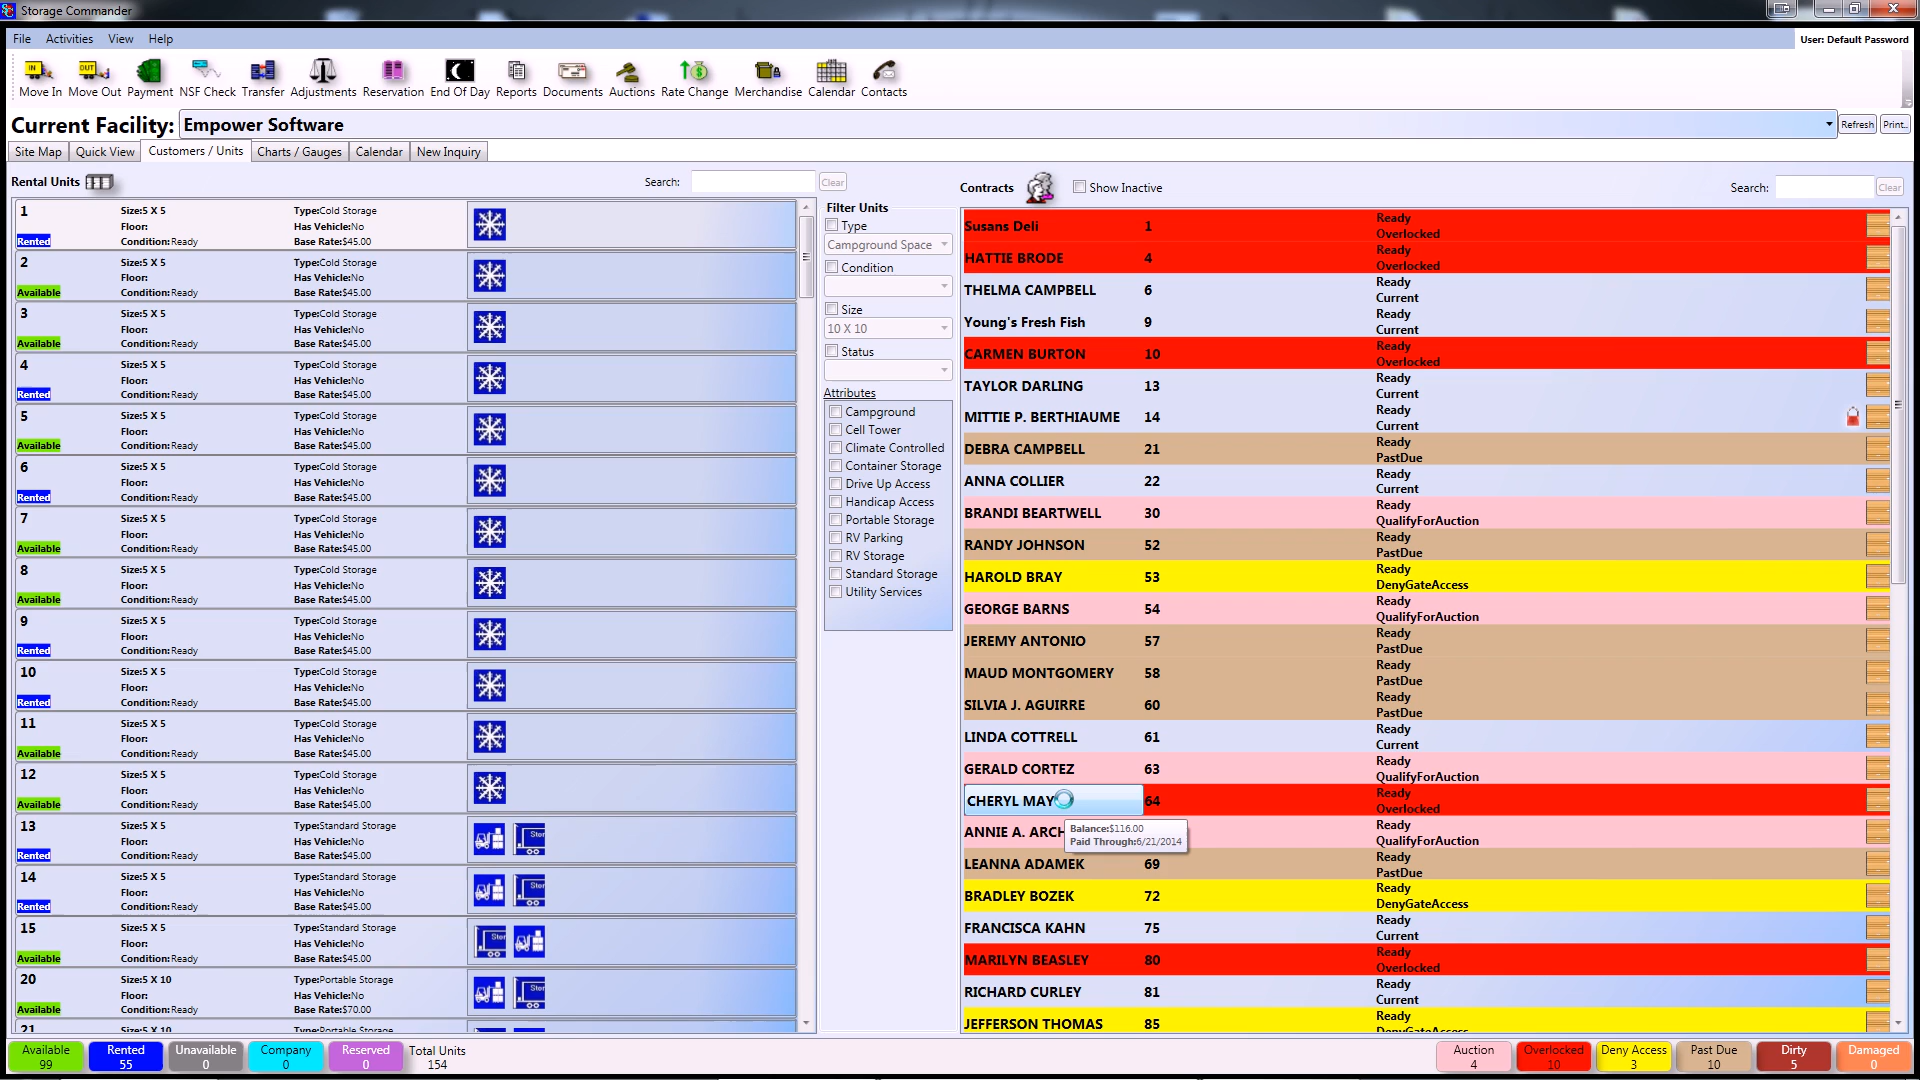 Storage Commander
File Activities View Help
User: Default Password
Move In Move Out Payment NSF Check Transfer Adjustments Reservation End Of Day Reports Documents Auctions Rate Change Merchandise Calendar Contacts
Current Facility: Empower Software
Refresh Print..
Site Map Quick View Customers / Units Charts / Gauges Calendar New Inquiry
Rental Units
Search:
Clear
1
Size:5 X 5 Type:Cold Storage
Floor: Has Vehicle:No
Rented Condition:Ready Base Rate:$45.00
2
Size:5 X 5 Type:Cold Storage
Floor: Has Vehicle:No
Available Condition:Ready Base Rate:$45.00
3
Size:5 X 5 Type:Cold Storage
Floor: Has Vehicle:No
Available Condition:Ready Base Rate:$45.00
4
Size:5 X 5 Type:Cold Storage
Floor: Has Vehicle:No
Rented Condition:Ready Base Rate:$45.00
5
Size:5 X 5 Type:Cold Storage
Floor: Has Vehicle:No
Available Condition:Ready Base Rate:$45.00
6
Size:5 X 5 Type:Cold Storage
Floor: Has Vehicle:No
Rented Condition:Ready Base Rate:$45.00
7
Size:5 X 5 Type:Cold Storage
Floor: Has Vehicle:No
Available Condition:Ready Base Rate:$45.00
8
Size:5 X 5 Type:Cold Storage
Floor: Has Vehicle:No
Available Condition:Ready Base Rate:$45.00
9
Size:5 X 5 Type:Cold Storage
Floor: Has Vehicle:No
Rented Condition:Ready Base Rate:$45.00
10
Size:5 X 5 Type:Cold Storage
Floor: Has Vehicle:No
Rented Condition:Ready Base Rate:$45.00
11
Size:5 X 5 Type:Cold Storage
Floor: Has Vehicle:No
Available Condition:Ready Base Rate:$45.00
12
Size:5 X 5 Type:Cold Storage
Floor: Has Vehicle:No
Available Condition:Ready Base Rate:$45.00
13
Size:5 X 5 Type:Standard Storage
Floor: Has Vehicle:No
Rented Condition:Ready Base Rate:$45.00
14
Size:5 X 5 Type:Standard Storage
Floor: Has Vehicle:No
Rented Condition:Ready Base Rate:$45.00
15
Size:5 X 5 Type:Standard Storage
Floor: Has Vehicle:No
Available Condition:Ready Base Rate:$45.00
20
Size:5 X 10 Type:Portable Storage
Floor: Has Vehicle:No
Available Condition:Ready Base Rate:$70.00
21
Size:5 X 10 Type:Portable Storage
Filter Units
Type
Campground Space
Condition
Size
10 X 10
Status
Attributes
Campground
Cell Tower
Climate Controlled
Container Storage
Drive Up Access
Handicap Access
Portable Storage
RV Parking
RV Storage
Standard Storage
Utility Services
Contracts
Show Inactive
Search:
Clear
Susans Deli 1 Ready
Overlocked
HATTIE BRODE 4 Ready
Overlocked
THELMA CAMPBELL 6 Ready
Current
Young's Fresh Fish 9 Ready
Current
CARMEN BURTON 10 Ready
Overlocked
TAYLOR DARLING 13 Ready
Current
MITTIE P. BERTHIAUME 14 Ready
Current
DEBRA CAMPBELL 21 Ready
PastDue
ANNA COLLIER 22 Ready
Current
BRANDI BEARTWELL 30 Ready
QualifyForAuction
RANDY JOHNSON 52 Ready
PastDue
HAROLD BRAY 53 Ready
DenyGateAccess
GEORGE BARNS 54 Ready
QualifyForAuction
JEREMY ANTONIO 57 Ready
PastDue
MAUD MONTGOMERY 58 Ready
PastDue
SILVIA J. AGUIRRE 60 Ready
PastDue
LINDA COTTRELL 61 Ready
Current
GERALD CORTEZ 63 Ready
QualifyForAuction
CHERYL MAY 64 Ready
Overlocked
Balance:$116.00
Paid Through:6/21/2014
ANNIE A. ARCH Ready
QualifyForAuction
LEANNA ADAMEK 69 Ready
PastDue
BRADLEY BOZEK 72 Ready
DenyGateAccess
FRANCISCA KAHN 75 Ready
Current
MARILYN BEASLEY 80 Ready
Overlocked
RICHARD CURLEY 81 Ready
Current
JEFFERSON THOMAS 85 Ready
DenyGateAccess
Available
99
Rented
55
Unavailable
0
Company
0
Reserved
0
Total Units
154
Auction
4
Overlocked
10
Deny Access
3
Past Due
10
Dirty
5
Damaged
0